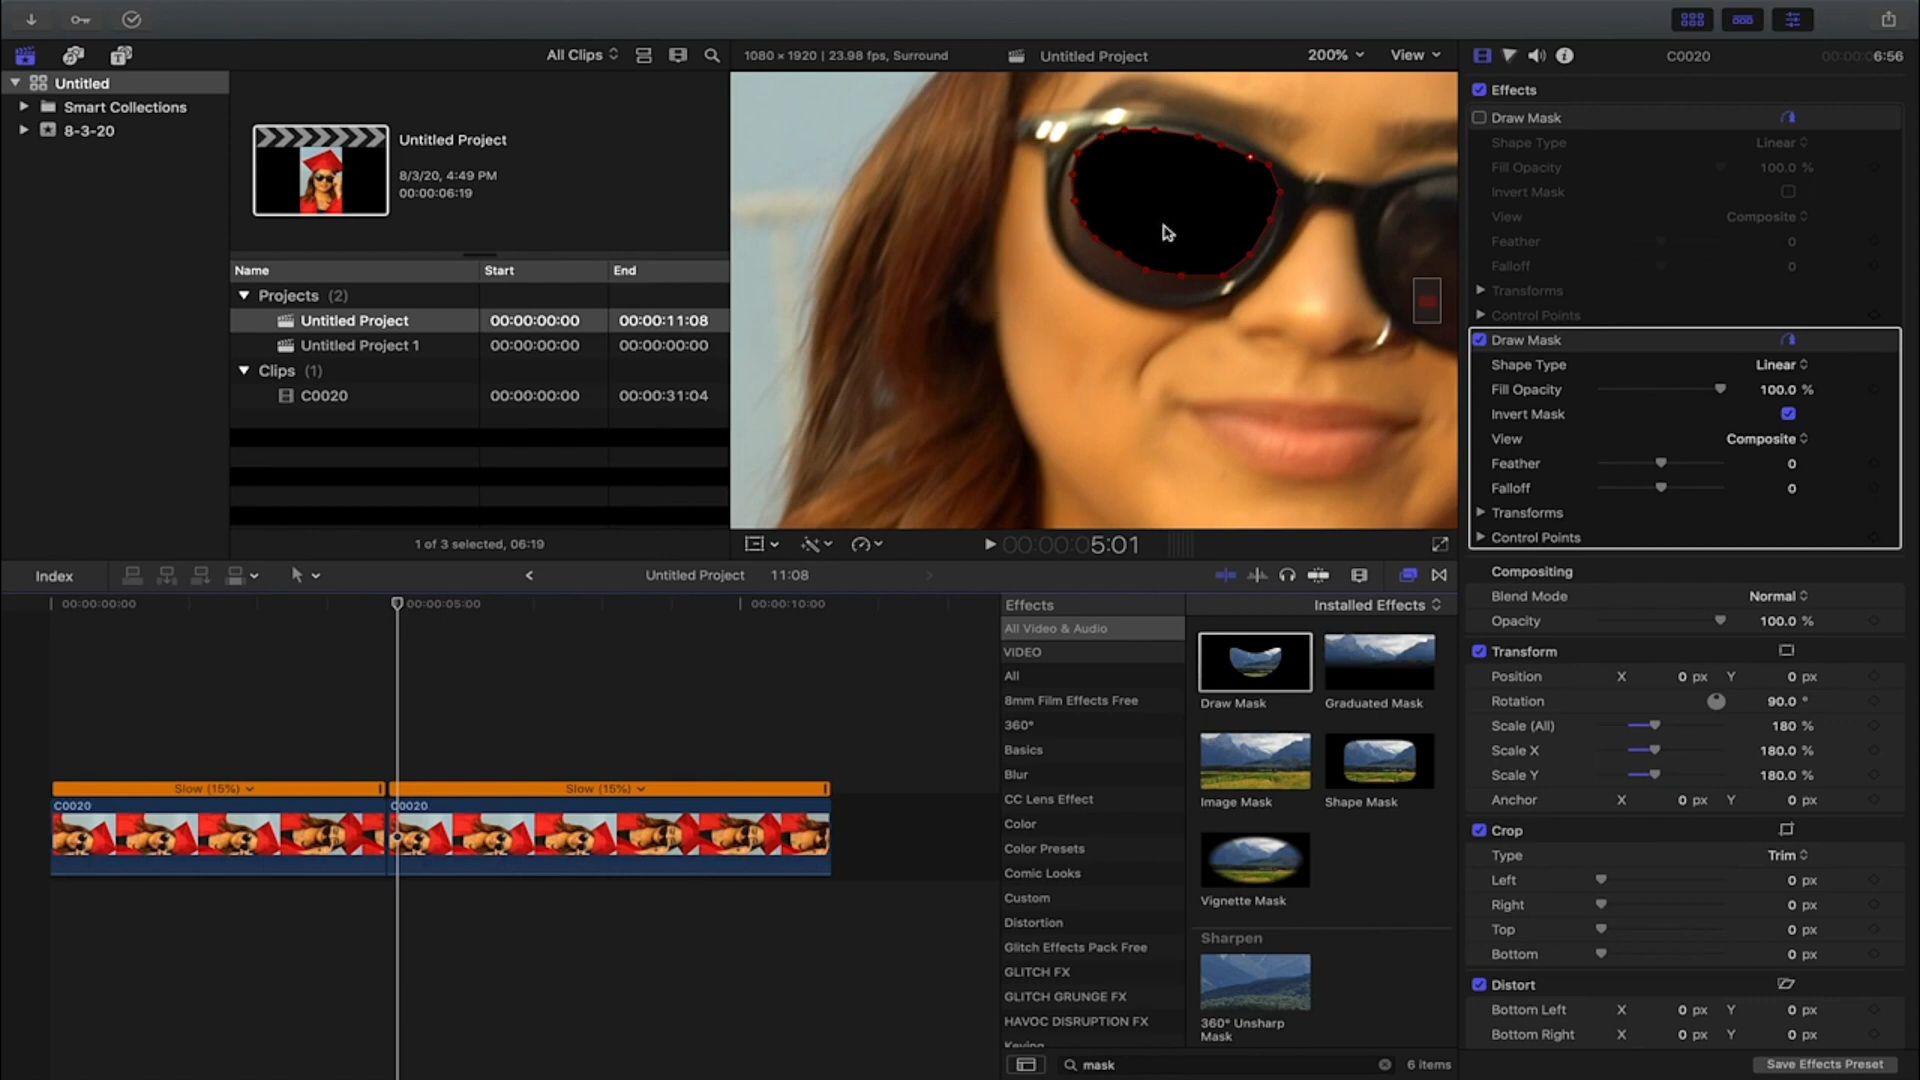 All Clips
1080 × 1920 | 23.98 fps, Surround
Untitled Project
200%
View
C0020
00:00:06:56
Untitled
Smart Collections
8-3-20
Untitled Project
8/3/20, 4:49 PM
00:00:06:19
Name Start End
Projects (2)
Untitled Project 00:00:00:00 00:00:11:08
Untitled Project 1 00:00:00:00 00:00:00:00
Clips (1)
C0020 00:00:00:00 00:00:31:04
1 of 3 selected, 06:19
00:00:05:01
Effects
Draw Mask
Shape Type Linear
Fill Opacity 100.0 %
Invert Mask
View Composite
Feather 0
Falloff 0
Transforms
Control Points
Draw Mask
Shape Type Linear
Fill Opacity 100.0 %
Invert Mask
View Composite
Feather 0
Falloff 0
Transforms
Control Points
Compositing
Blend Mode Normal
Opacity 100.0 %
Transform
Position X 0 px Y 0 px
Rotation 90.0 °
Scale (All) 180 %
Scale X 180.0 %
Scale Y 180.0 %
Anchor X 0 px Y 0 px
Crop
Type Trim
Left 0 px
Right 0 px
Top 0 px
Bottom 0 px
Distort
Bottom Left X 0 px Y 0 px
Bottom Right X 0 px Y 0 px
Save Effects Preset
Index
Untitled Project 11:08
00:00:00:00 00:00:05:00 00:00:10:00
Slow (15%) Slow (15%)
C0020 C0020
Effects
Installed Effects
All Video & Audio
VIDEO
All
8mm Film Effects Free
360°
Basics
Blur
CC Lens Effect
Color
Color Presets
Comic Looks
Custom
Distortion
Glitch Effects Pack Free
GLITCH FX
GLITCH GRUNGE FX
HAVOC DISRUPTION FX
Keying
Draw Mask Graduated Mask
Image Mask Shape Mask
Vignette Mask
Sharpen
360° Unsharp
Mask
mask
6 items